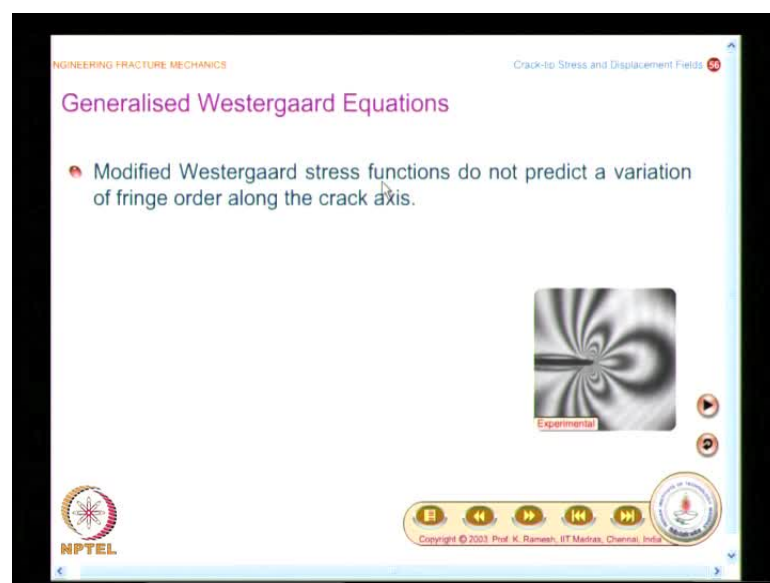 NGINEERING FRACTURE MECHANICS
Crack-tip Stress and Displacement Fields 56
Generalised Westergaard Equations
Modified Westergaard stress functions do not predict a variation
of fringe order along the crack axis.
Experimental
NPTEL
Copyright © 2003 Prof. K. Ramesh, IIT Madras, Chennai, India